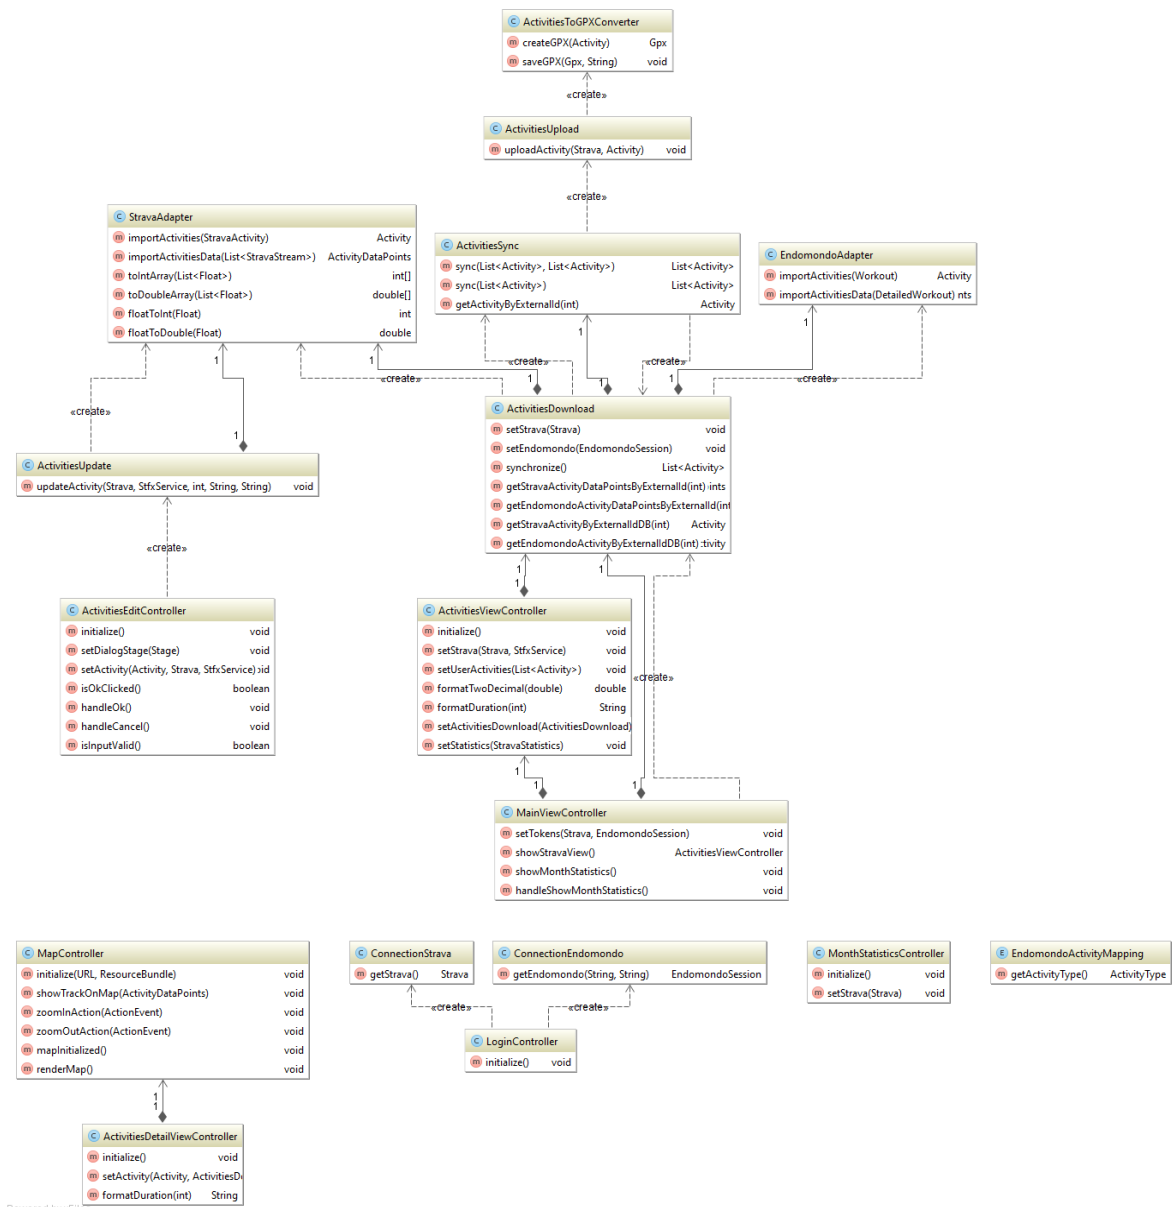 C ActivitiesToGPXConverter
m createGPX(Activity) Gpx
m saveGPX(Gpx, String) void
«create»
C ActivitiesUpload
m uploadActivity(Strava, Activity) void
«create»
C StravaAdapter
m importActivities(StravaActivity) Activity
m importActivitiesData(List<StravaStream>) ActivityDataPoints
m toIntArray(List<Float>) int[]
m toDoubleArray(List<Float>) double[]
m floatToInt(Float) int
m floatToDouble(Float) double
C ActivitiesSync
m sync(List<Activity>, List<Activity>) List<Activity>
m sync(List<Activity>) List<Activity>
m getActivityByExternalId(int) Activity
C EndomondoAdapter
m importActivities(Workout) Activity
m importActivitiesData(DetailedWorkout) nts
1
1
1
1
«create»
«create»
«create»
1
1
1
«create»
1
C ActivitiesDownload
m setStrava(Strava) void
m setEndomondo(EndomondoSession) void
m synchronize() List<Activity>
m getStravaActivityDataPointsByExternalId(int) ints
m getEndomondoActivityDataPointsByExternalId(int
m getStravaActivityByExternalIdDB(int) Activity
m getEndomondoActivityByExternalIdDB(int) :tivity
C ActivitiesUpdate
m updateActivity(Strava, StfxService, int, String, String) void
«create»
1
1
1
C ActivitiesEditController
m initialize() void
m setDialogStage(Stage) void
m setActivity(Activity, Strava, StfxService) oid
m isOkClicked() boolean
m handleOk() void
m handleCancel() void
m isInputValid() boolean
C ActivitiesViewController
m initialize() void
m setStrava(Strava, StfxService) void
m setUserActivities(List<Activity>) void
m formatTwoDecimal(double) double
m formatDuration(int) String
m setActivitiesDownload(ActivitiesDownload)
m setStatistics(StravaStatistics) void
«create»
1
1
1
C MainViewController
m setTokens(Strava, EndomondoSession) void
m showStravaView() ActivitiesViewController
m showMonthStatistics() void
m handleShowMonthStatistics() void
C MapController
m initialize(URL, ResourceBundle) void
m showTrackOnMap(ActivityDataPoints) void
m zoomInAction(ActionEvent) void
m zoomOutAction(ActionEvent) void
m mapInitialized() void
m renderMap() void
C ConnectionStrava
m getStrava() Strava
C ConnectionEndomondo
m getEndomondo(String, String) EndomondoSession
C MonthStatisticsController
m initialize() void
m setStrava(Strava) void
E EndomondoActivityMapping
m getActivityType() ActivityType
«create»
«create»
C LoginController
m initialize() void
1
1
C ActivitiesDetailViewController
m initialize() void
m setActivity(Activity, ActivitiesD
m formatDuration(int) String